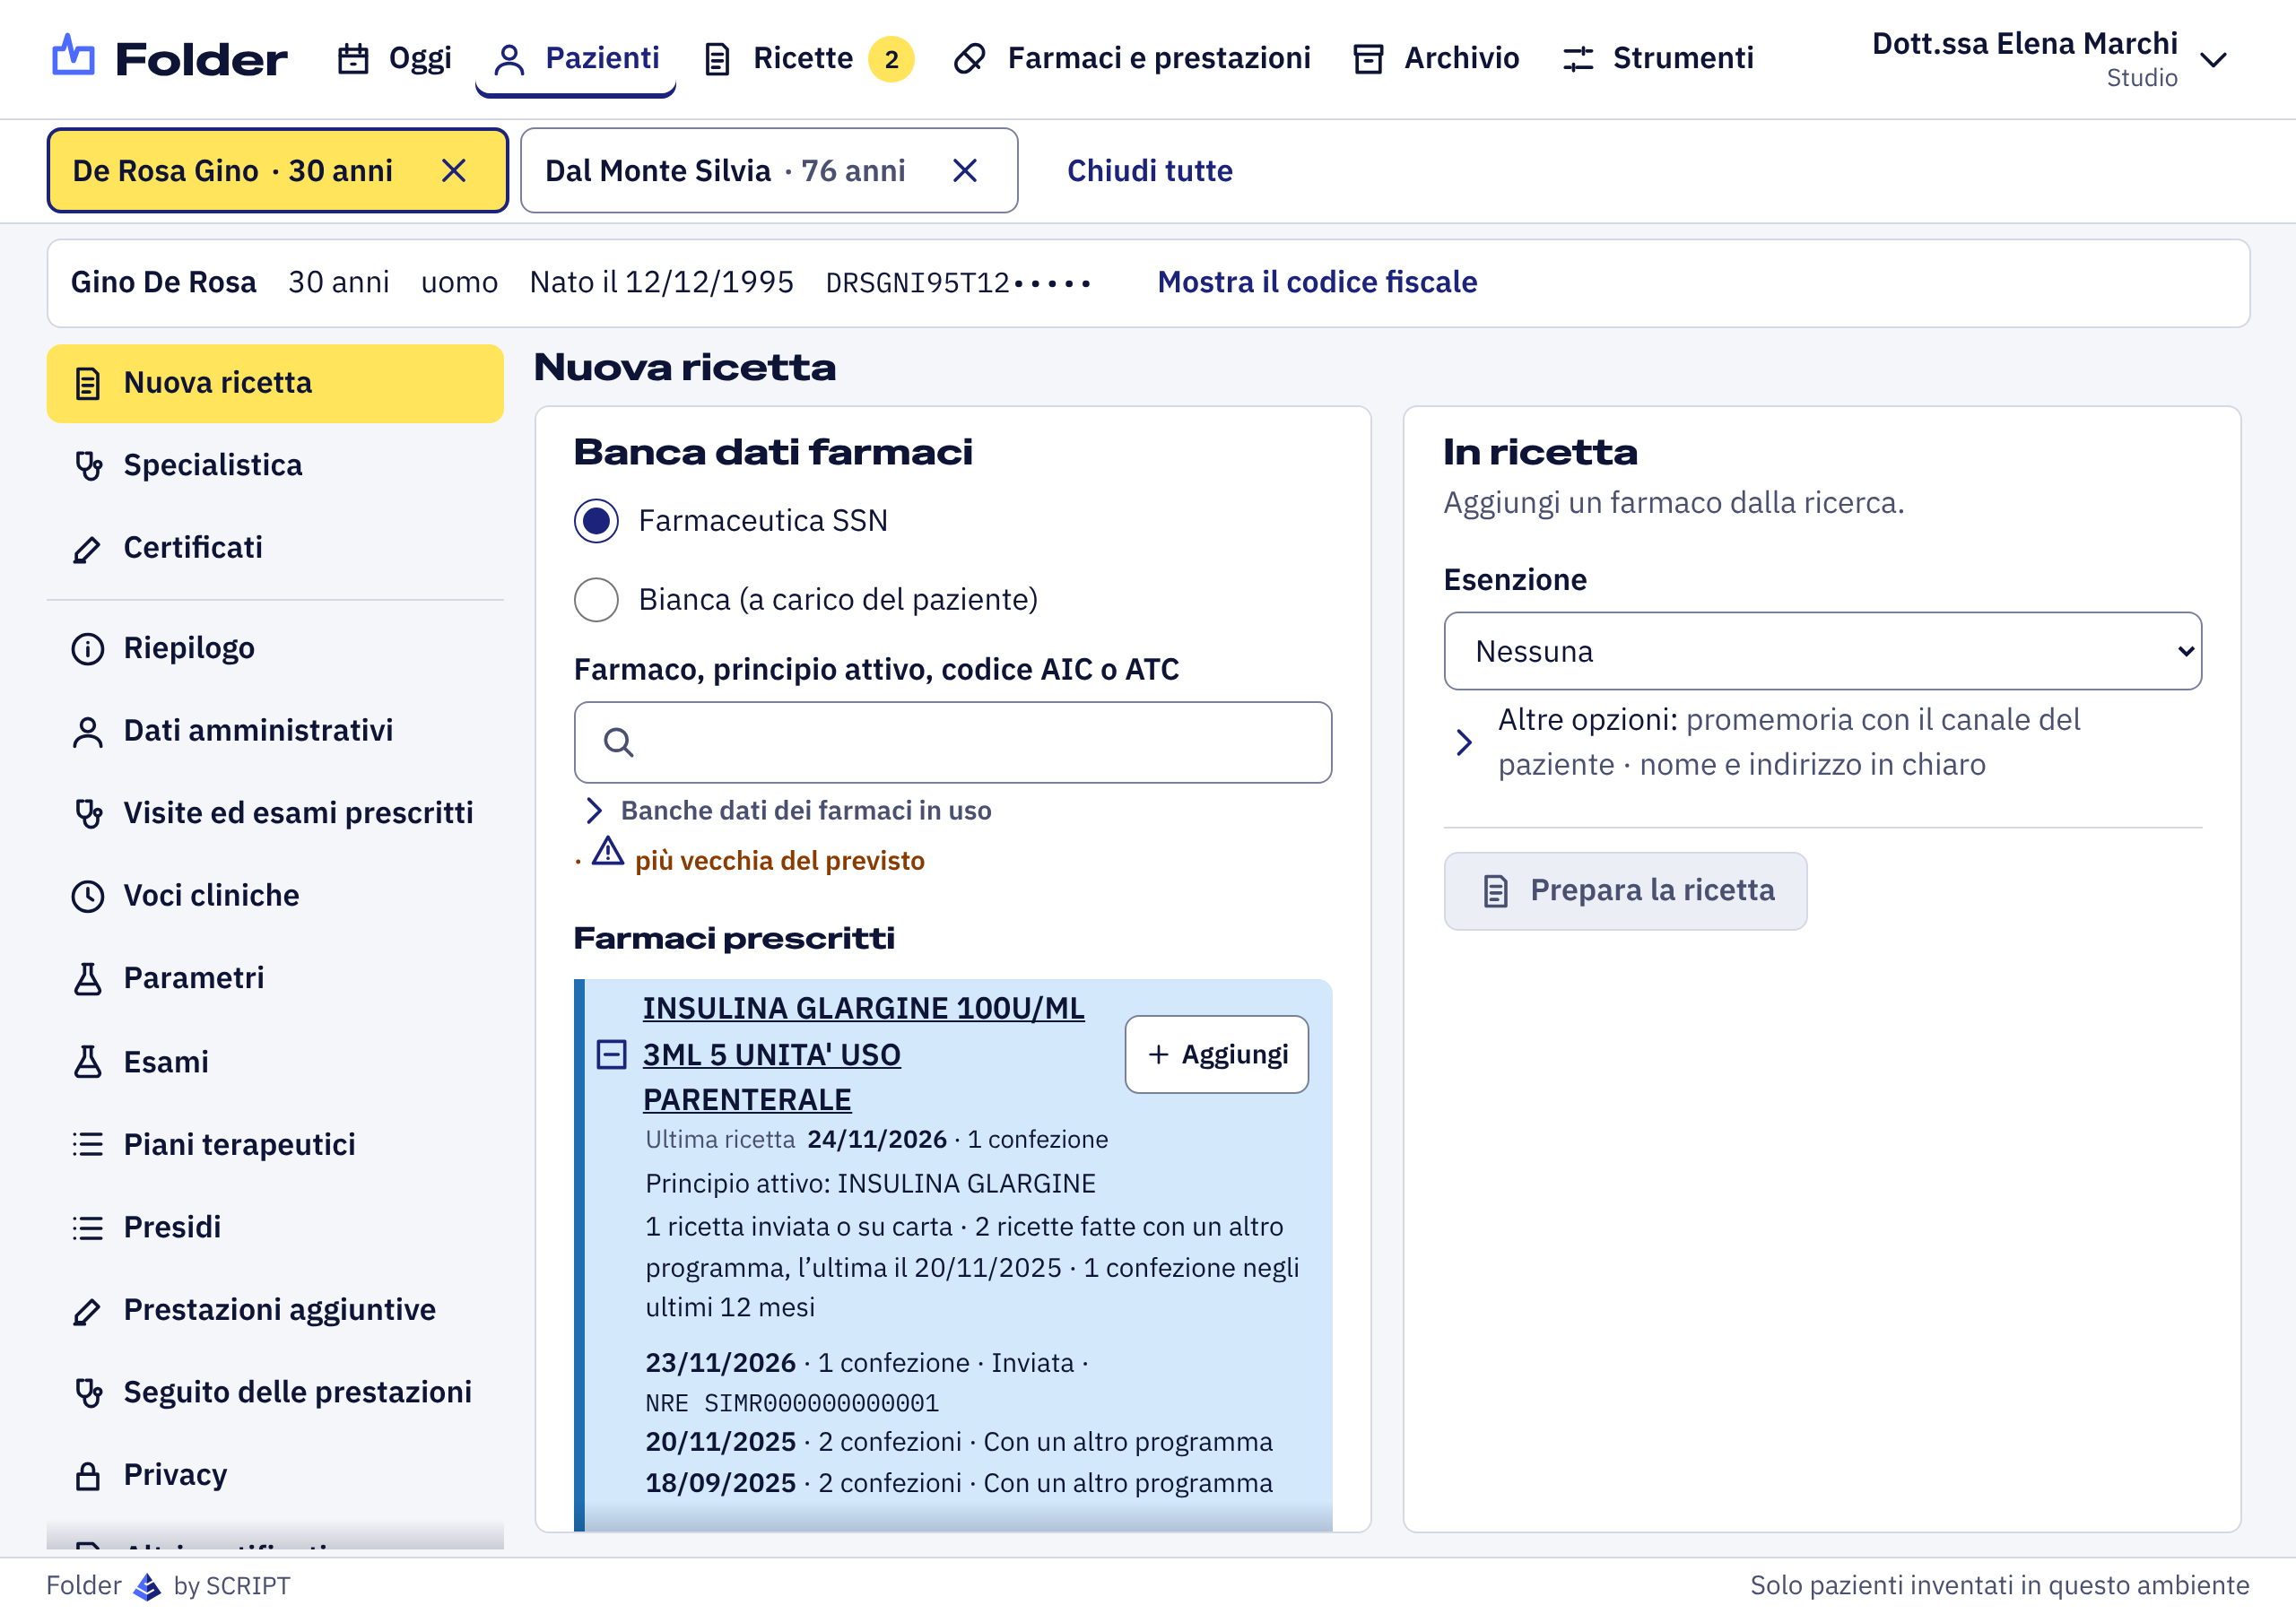 Folder
Oggi
Pazienti
Ricette 2
Farmaci e prestazioni
Archivio
Strumenti
Dott.ssa Elena Marchi
Studio
De Rosa Gino · 30 anni
Dal Monte Silvia · 76 anni
Chiudi tutte
Gino De Rosa 30 anni uomo Nato il 12/12/1995 DRSGNI95T12••••• Mostra il codice fiscale
Nuova ricetta
Specialistica
Certificati
Riepilogo
Dati amministrativi
Visite ed esami prescritti
Voci cliniche
Parametri
Esami
Piani terapeutici
Presidi
Prestazioni aggiuntive
Seguito delle prestazioni
Privacy
Nuova ricetta
Banca dati farmaci
Farmaceutica SSN
Bianca (a carico del paziente)
Farmaco, principio attivo, codice AIC o ATC
Banche dati dei farmaci in uso
· più vecchia del previsto
Farmaci prescritti
INSULINA GLARGINE 100U/ML
3ML 5 UNITA' USO
PARENTERALE
+ Aggiungi
Ultima ricetta 24/11/2026 · 1 confezione
Principio attivo: INSULINA GLARGINE
1 ricetta inviata o su carta · 2 ricette fatte con un altro
programma, l’ultima il 20/11/2025 · 1 confezione negli
ultimi 12 mesi
23/11/2026 · 1 confezione · Inviata ·
NRE SIMR000000000001
20/11/2025 · 2 confezioni · Con un altro programma
18/09/2025 · 2 confezioni · Con un altro programma
In ricetta
Aggiungi un farmaco dalla ricerca.
Esenzione
Nessuna
Altre opzioni: promemoria con il canale del
paziente · nome e indirizzo in chiaro
Prepara la ricetta
Folder by SCRIPT
Solo pazienti inventati in questo ambiente